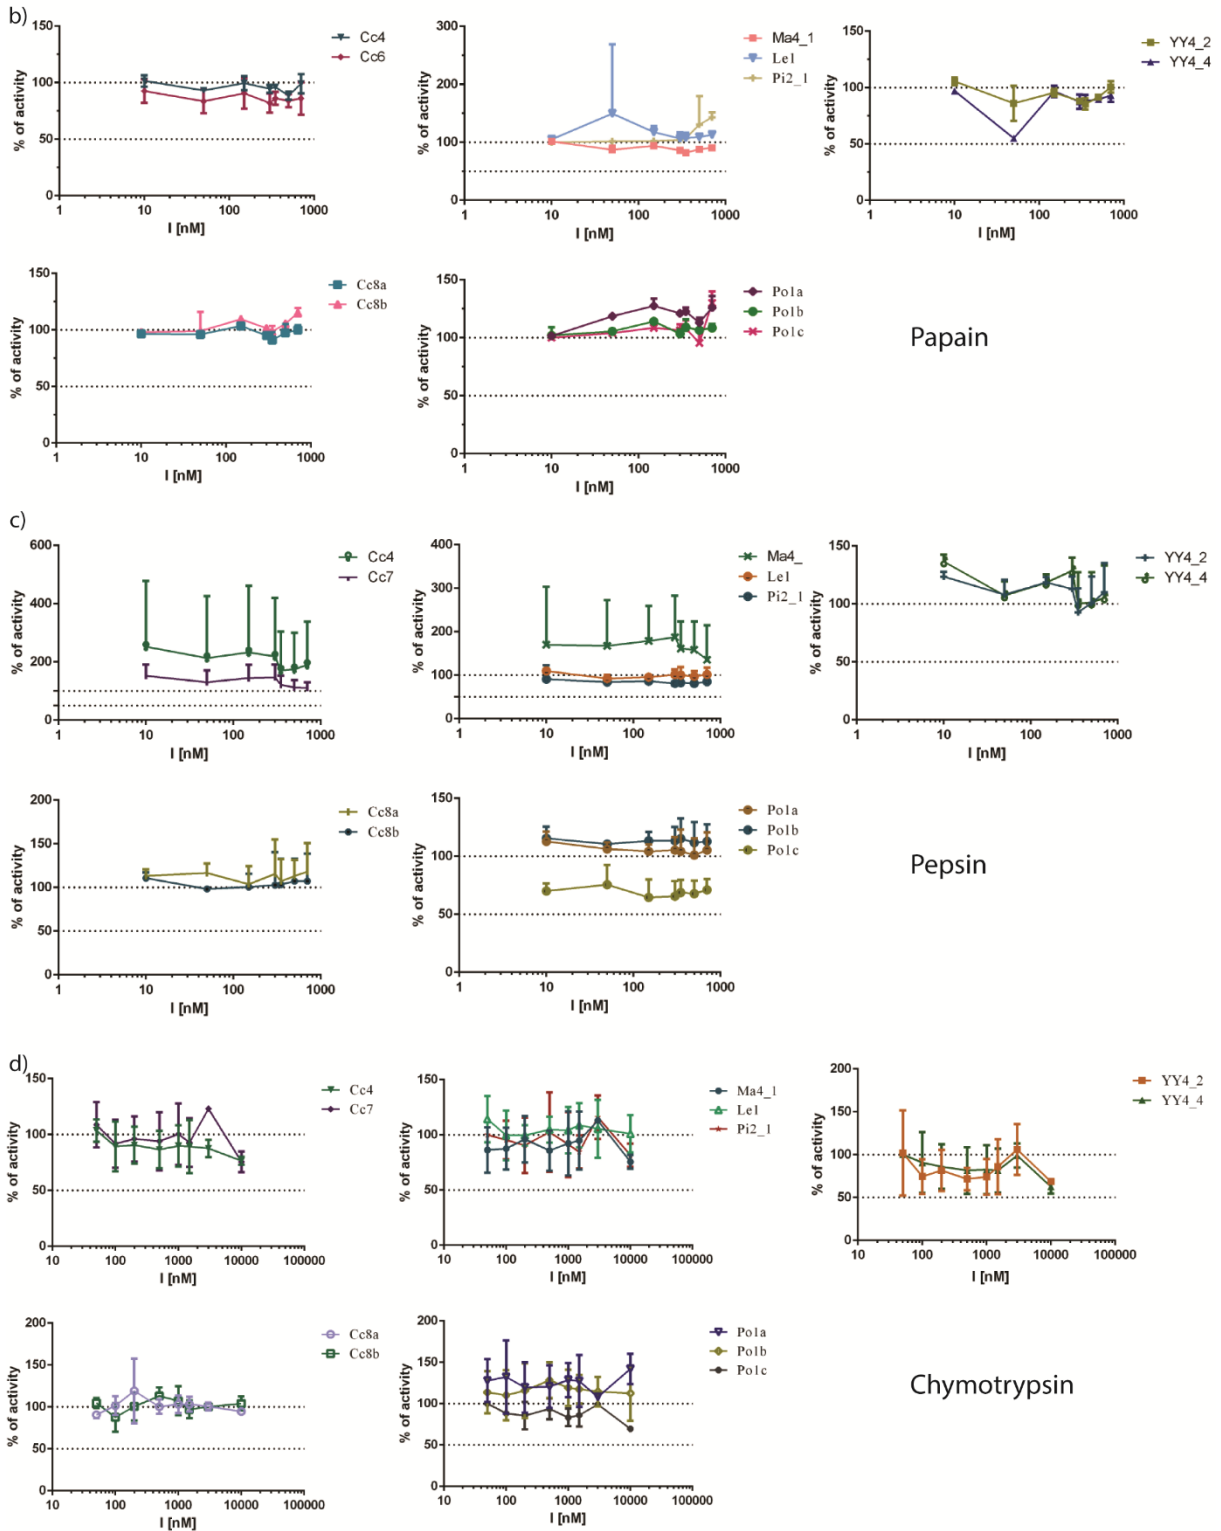 b)
150
100
50
0
% of activity
1
10
100
1000
I [nM]
Cc4
Cc6
300
200
100
0
% of activity
1
10
100
1000
I [nM]
Ma4_1
Le1
Pi2_1
150
100
50
0
% of activity
1
10
100
1000
I [nM]
YY4_2
YY4_4
150
100
50
0
% of activity
1
10
100
1000
I [nM]
Cc8a
Cc8b
150
100
50
0
% of activity
1
10
100
1000
I [nM]
Po1a
Po1b
Po1c
Papain
c)
600
400
200
0
% of activity
1
10
100
1000
I [nM]
Cc4
Cc7
400
300
200
100
0
% of activity
1
10
100
1000
I [nM]
Ma4_
Le1
Pi2_1
150
100
50
0
% of activity
1
10
100
1000
I [nM]
YY4_2
YY4_4
200
150
100
50
0
% of activity
1
10
100
1000
I [nM]
Cc8a
Cc8b
150
100
50
0
% of activity
1
10
100
1000
I [nM]
Po1a
Po1b
Po1c
Pepsin
d)
150
100
50
0
% of activity
10
100
1000
10000
100000
I [nM]
Cc4
Cc7
150
100
50
0
% of activity
10
100
1000
10000
100000
I [nM]
Ma4_1
Le1
Pi2_1
200
150
100
50
0
% of activity
10
100
1000
10000
100000
I [nM]
YY4_2
YY4_4
200
150
100
50
0
% of activity
10
100
1000
10000
100000
I [nM]
Cc8a
Cc8b
200
150
100
50
0
% of activity
10
100
1000
10000
100000
I [nM]
Po1a
Po1b
Po1c
Chymotrypsin